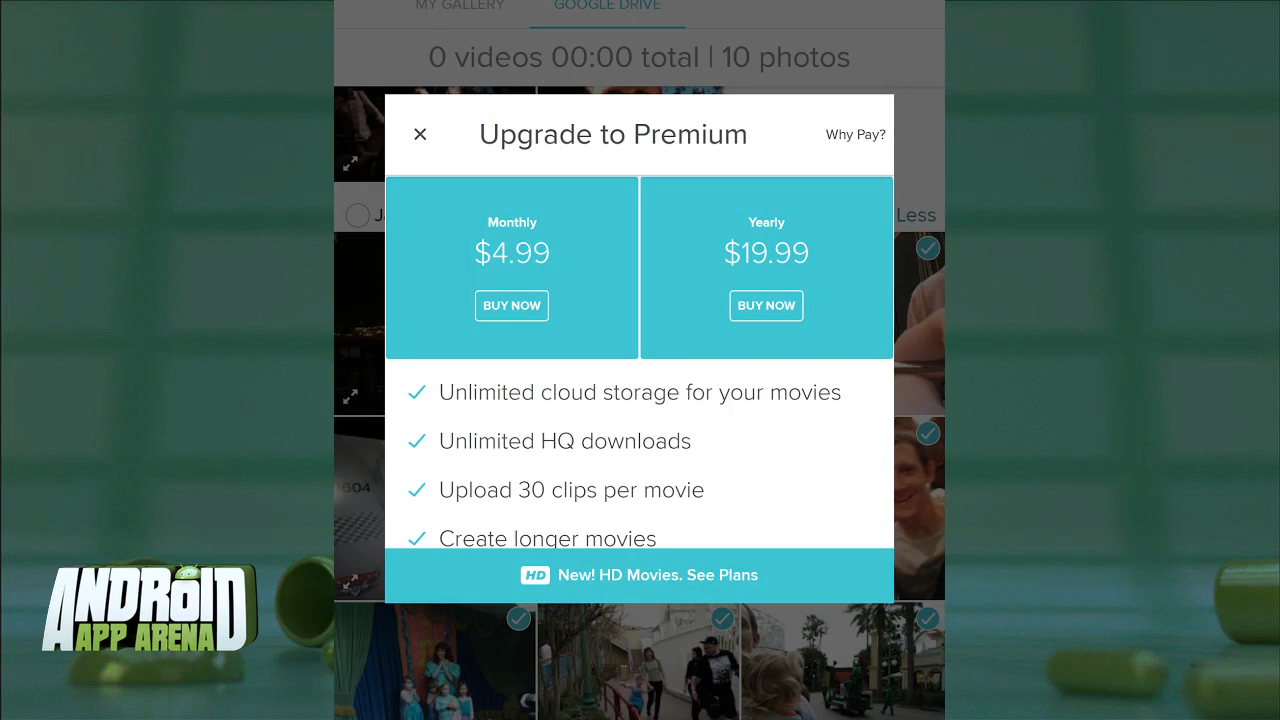 MY GALLERY GOOGLE DRIVE
0 videos 00:00 total | 10 photos
× Upgrade to Premium Why Pay?
Monthly Yearly
$4.99 $19.99
BUY NOW BUY NOW
Less
Unlimited cloud storage for your movies
Unlimited HQ downloads
Upload 30 clips per movie
Create longer movies
HD New! HD Movies. See Plans
ANDROID
APP ARENA